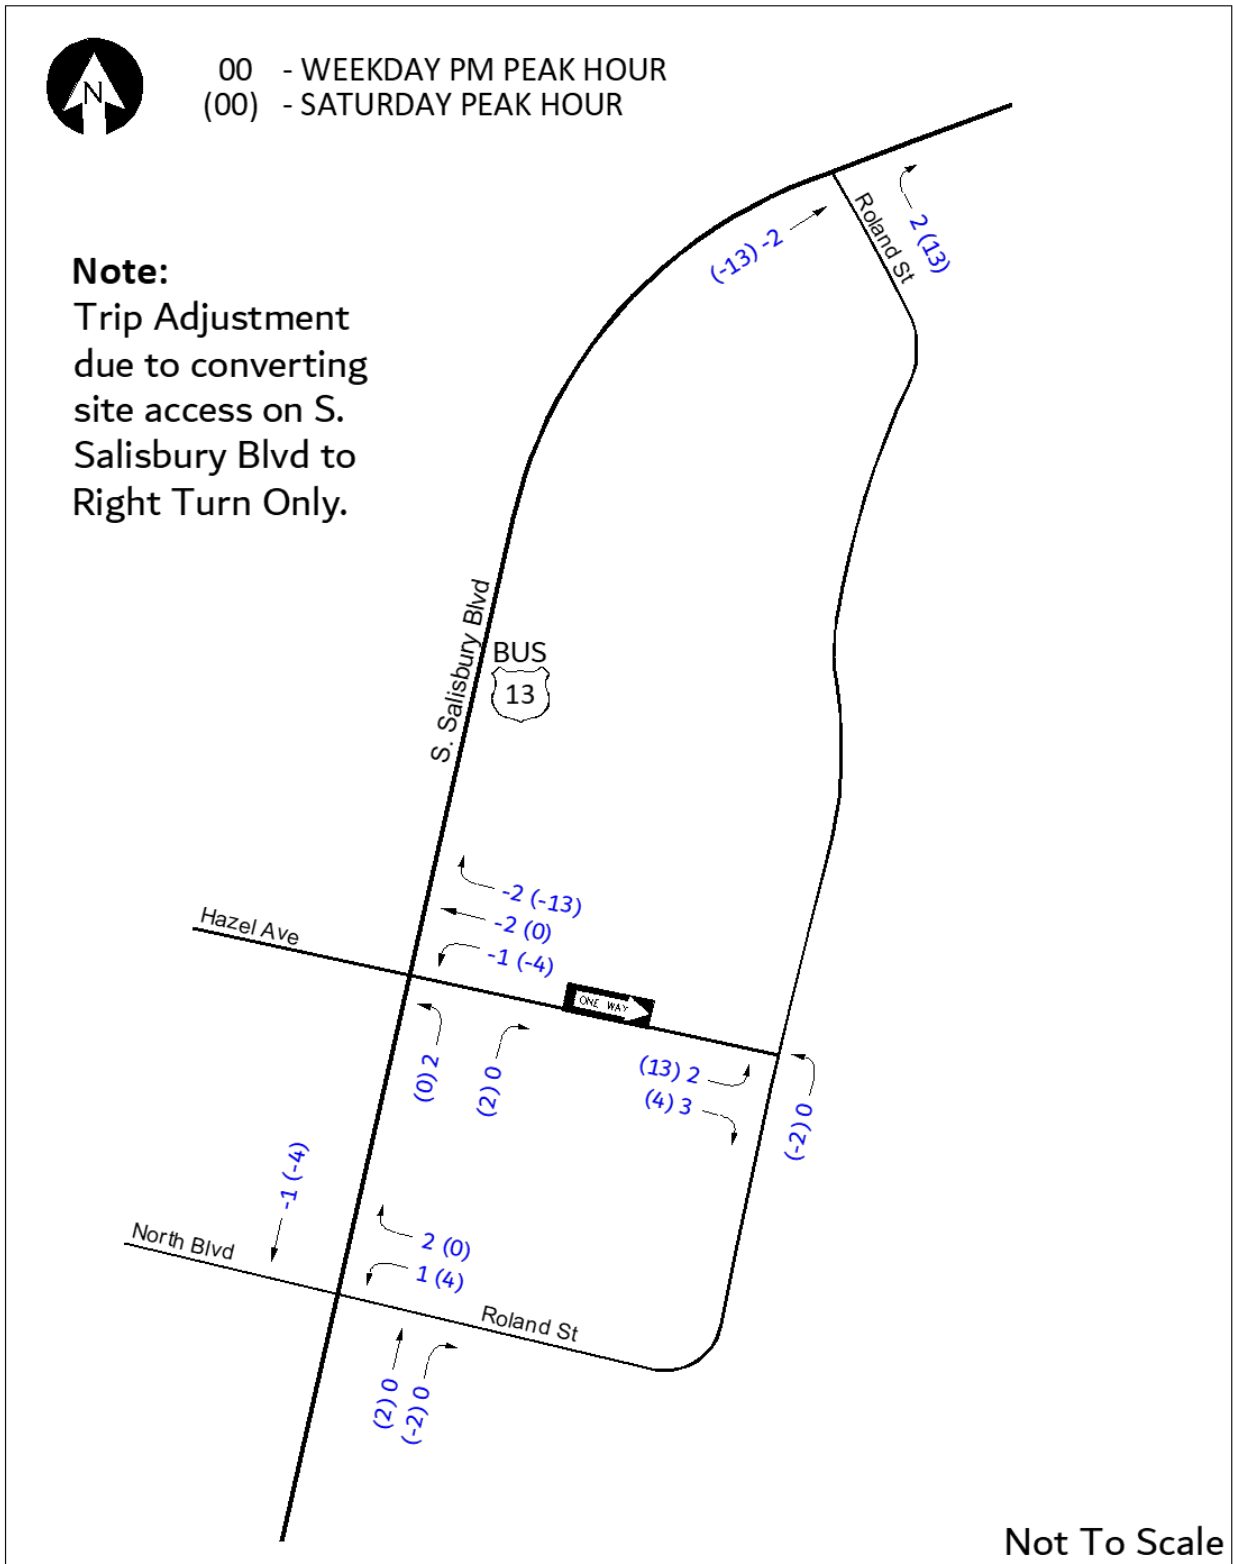 N
00 - WEEKDAY PM PEAK HOUR
(00) - SATURDAY PEAK HOUR
Note:
Trip Adjustment
due to converting
site access on S.
Salisbury Blvd to
Right Turn Only.
Roland St
2 (13)
(-13) -2
S. Salisbury Blvd
BUS
13
-2 (-13)
-2 (0)
-1 (-4)
Hazel Ave
ONE WAY
(0) 2
(2) 0
(13) 2
(4) 3
(-2) 0
-1 (-4)
North Blvd
2 (0)
1 (4)
Roland St
(2) 0
(-2) 0
Not To Scale